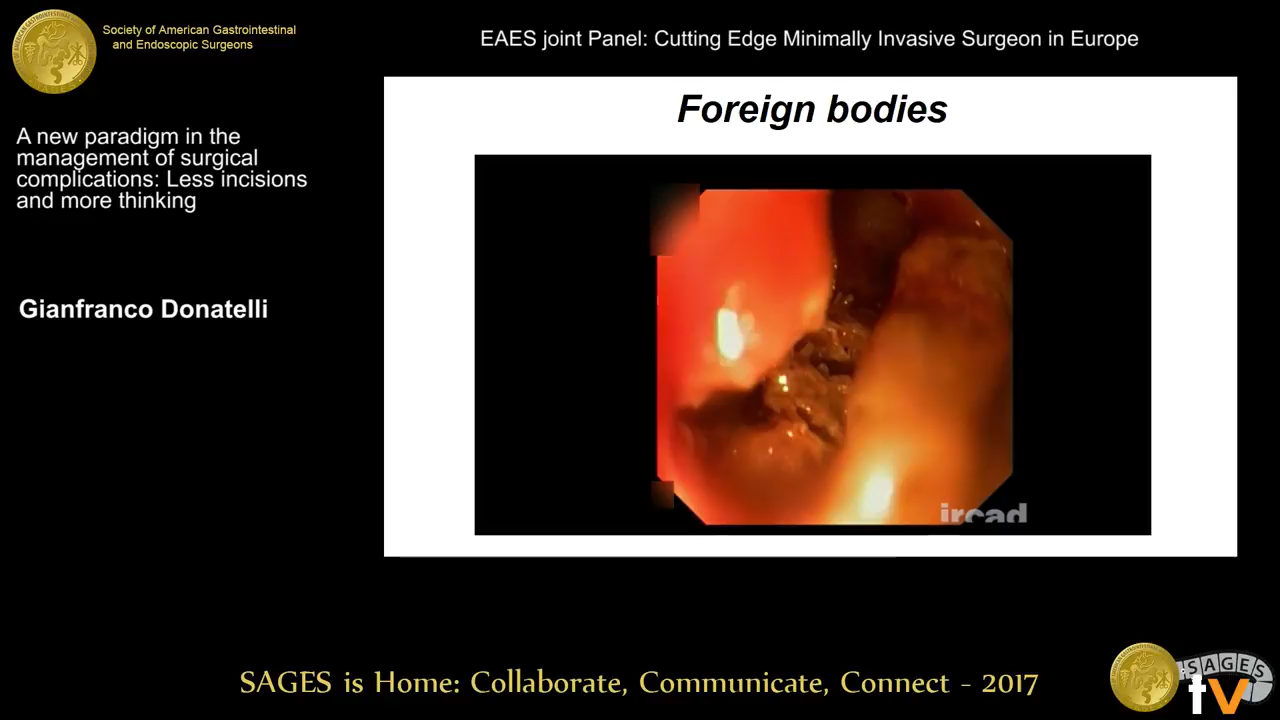 Society of American Gastrointestinal
and Endoscopic Surgeons
EAES joint Panel: Cutting Edge Minimally Invasive Surgeon in Europe
A new paradigm in the
management of surgical
complications: Less incisions
and more thinking
Gianfranco Donatelli
Foreign bodies
ircad
SAGES is Home: Collaborate, Communicate, Connect - 2017
SAGES
tv